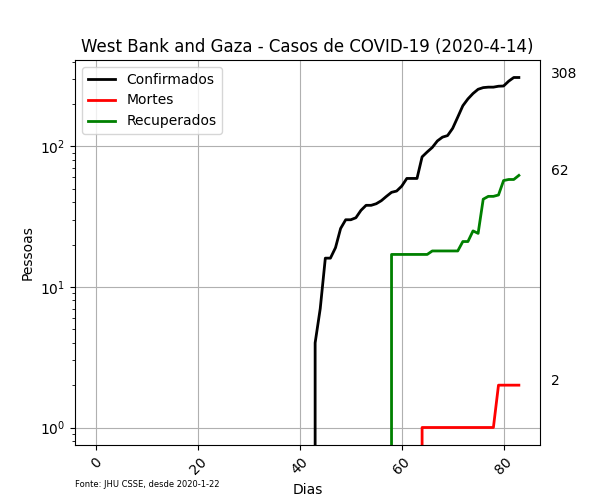 West Bank and Gaza - Casos de COVID-19 (2020-4-14)
Confirmados
Mortes
Recuperados
308
62
2
Pessoas
10²
10¹
10⁰
0 20 40 60 80
Dias
Fonte: JHU CSSE, desde 2020-1-22